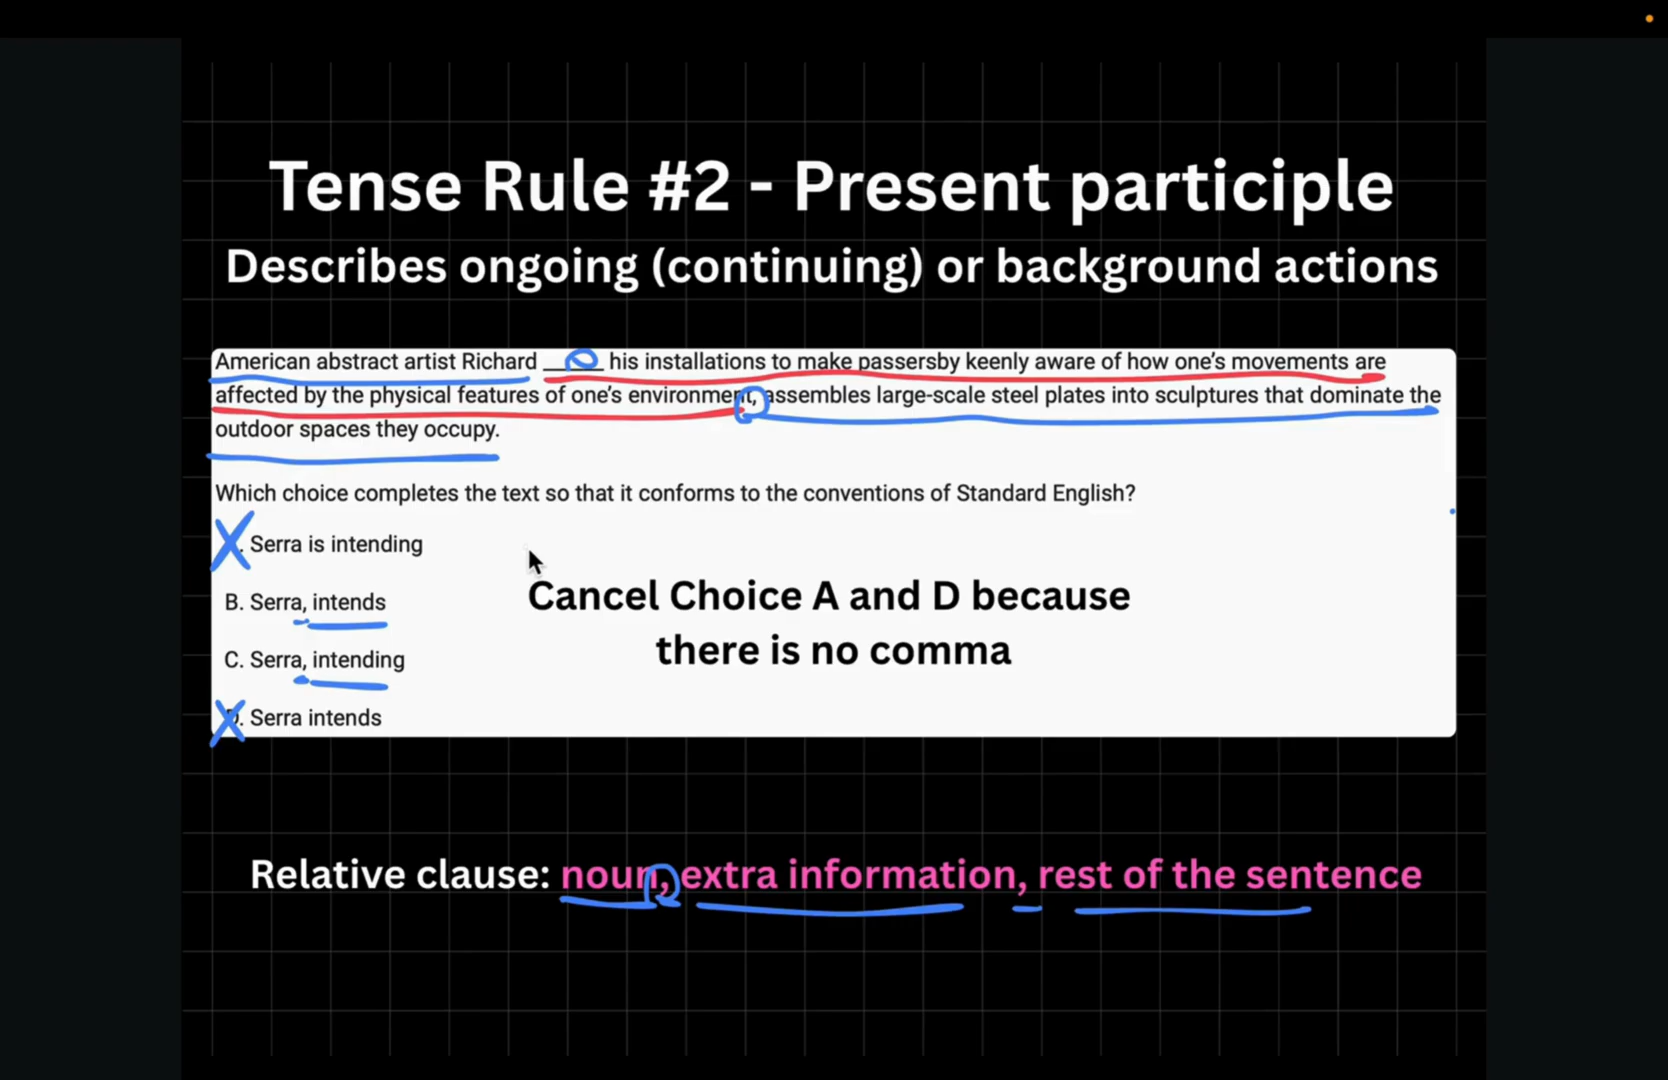 Tense Rule #2 - Present participle
Describes ongoing (continuing) or background actions
American abstract artist Richard _____ his installations to make passersby keenly aware of how one's movements are
affected by the physical features of one's environment, assembles large-scale steel plates into sculptures that dominate the
outdoor spaces they occupy.
Which choice completes the text so that it conforms to the conventions of Standard English?
. Serra is intending
B. Serra, intends
C. Serra, intending
D. Serra intends
Cancel Choice A and D because
there is no comma
Relative clause: noun, extra information, rest of the sentence